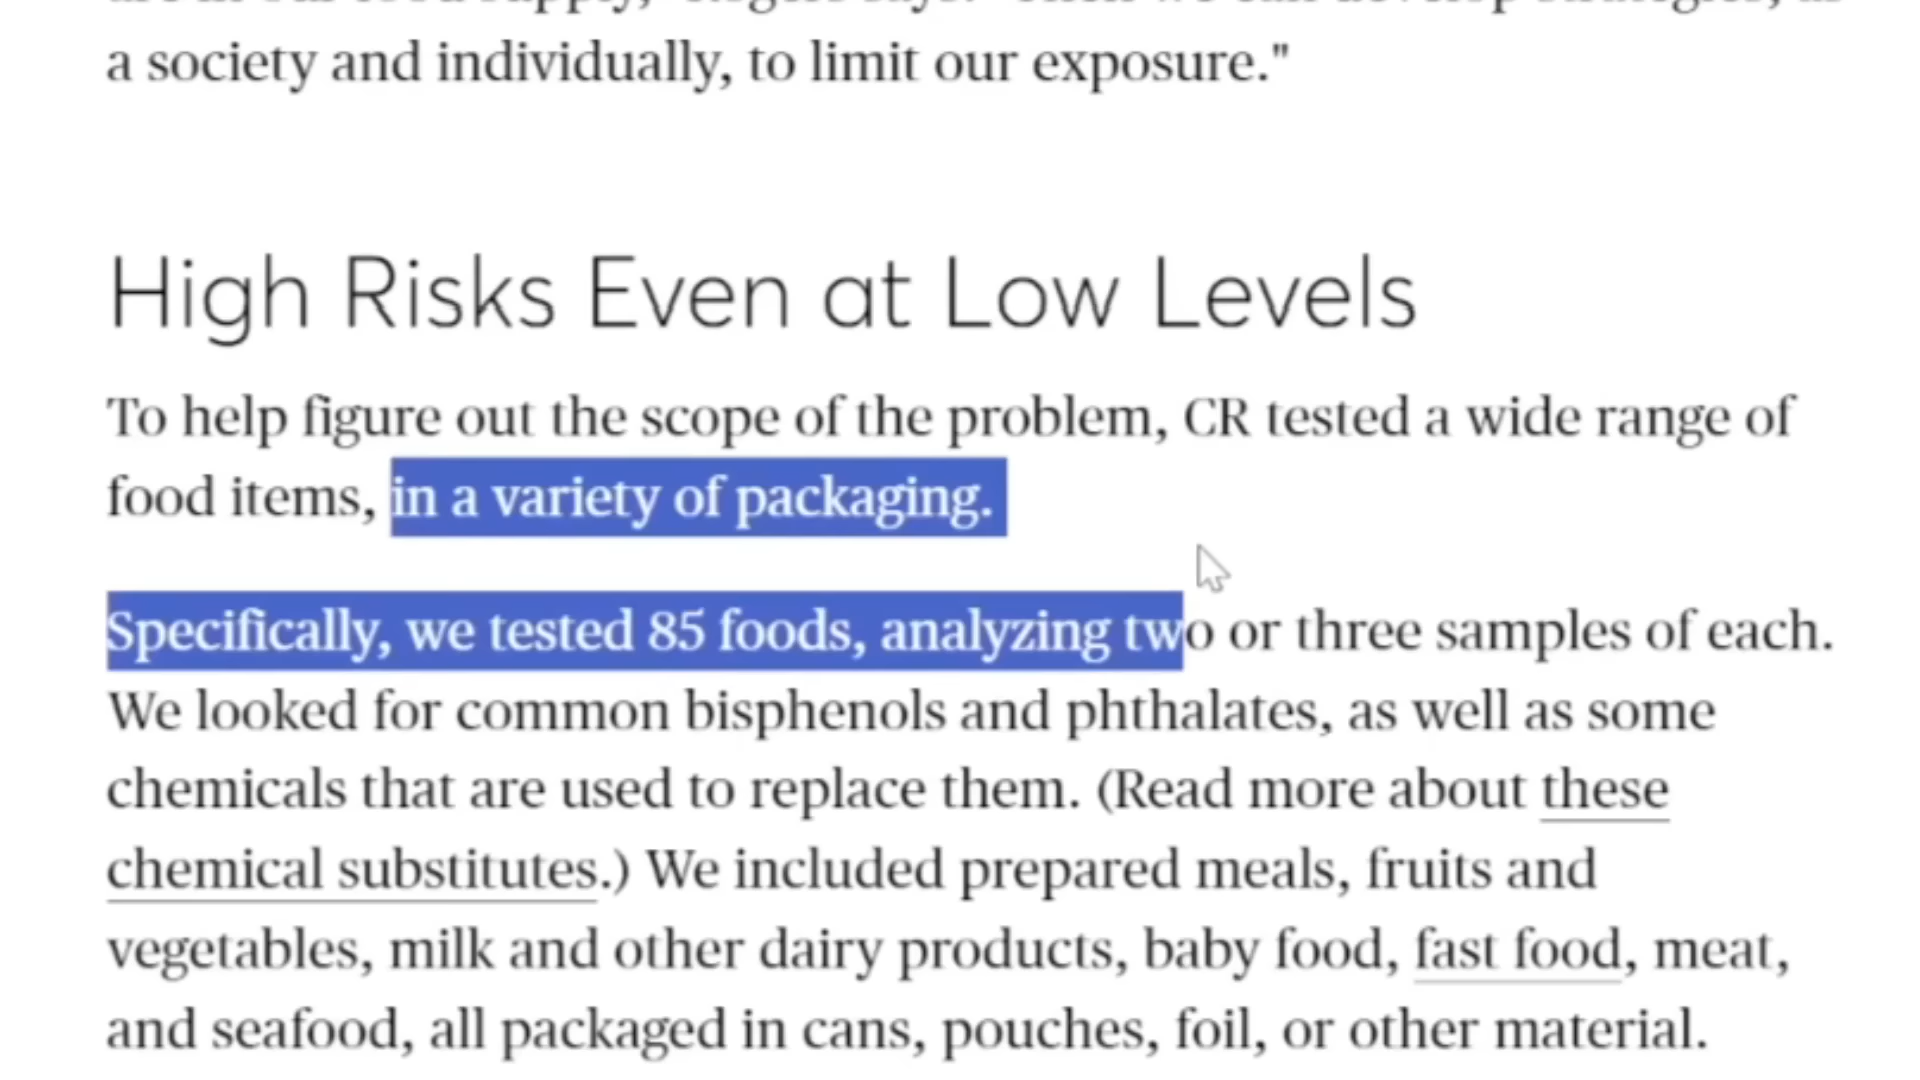 a society and individually, to limit our exposure."
High Risks Even at Low Levels
To help figure out the scope of the problem, CR tested a wide range of
food items, in a variety of packaging.
Specifically, we tested 85 foods, analyzing two or three samples of each.
We looked for common bisphenols and phthalates, as well as some
chemicals that are used to replace them. (Read more about these
chemical substitutes.) We included prepared meals, fruits and
vegetables, milk and other dairy products, baby food, fast food, meat,
and seafood, all packaged in cans, pouches, foil, or other material.